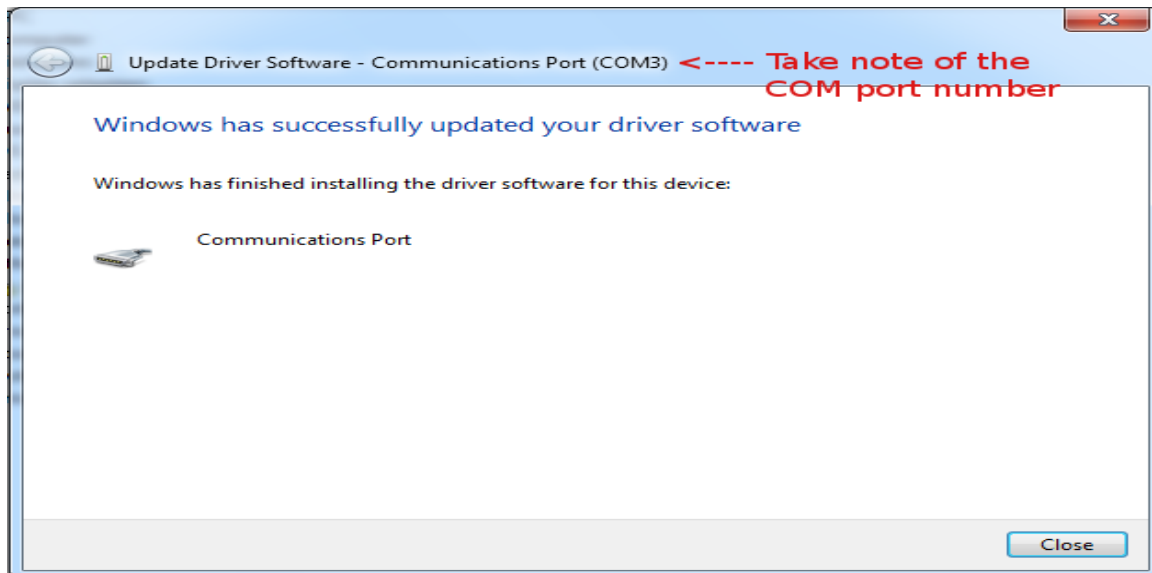 Update Driver Software - Communications Port (COM3) <---- Take note of the
COM port number
Windows has successfully updated your driver software
Windows has finished installing the driver software for this device:
Communications Port
Close